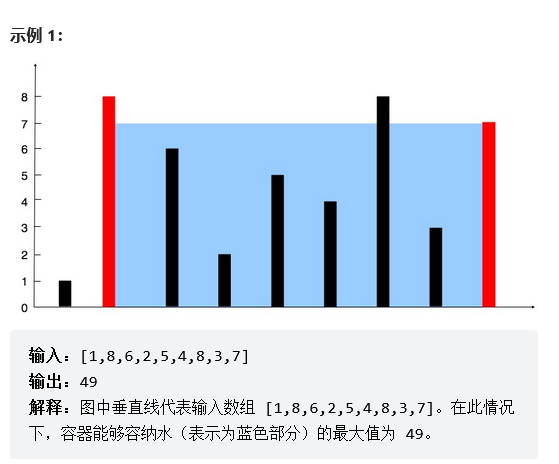 示例 1：
8
7
6
5
4
3
2
1
0
输入：[1,8,6,2,5,4,8,3,7]
输出：49
解释：图中垂直线代表输入数组 [1,8,6,2,5,4,8,3,7]。在此情况
下，容器能够容纳水（表示为蓝色部分）的最大值为 49。